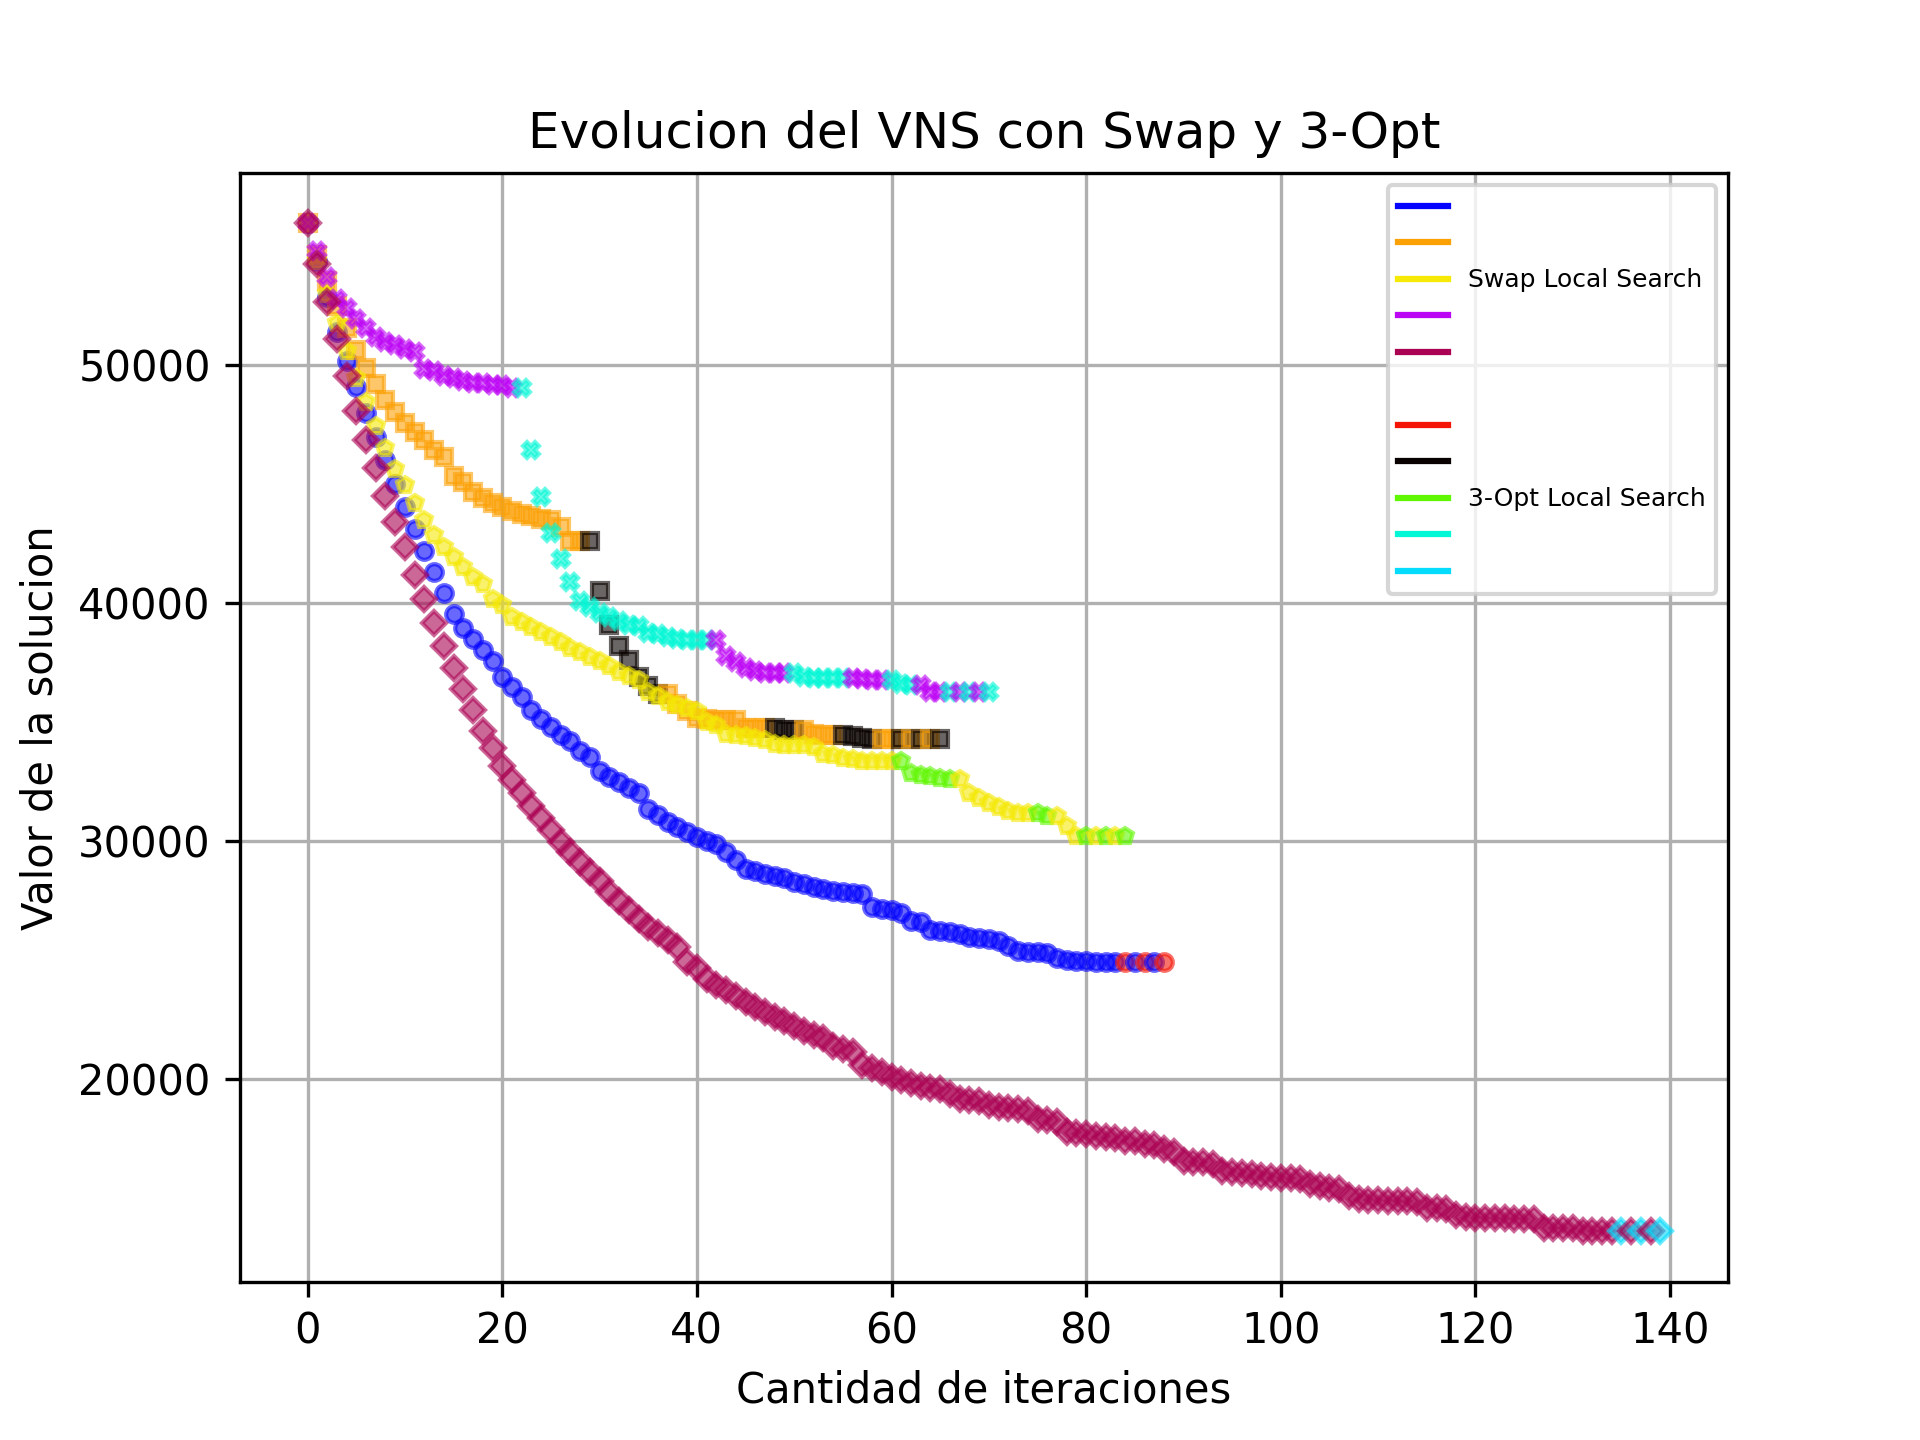 Evolucion del VNS con Swap y 3-Opt
Swap Local Search
3-Opt Local Search
Valor de la solucion
50000
40000
30000
20000
0 20 40 60 80 100 120 140
Cantidad de iteraciones